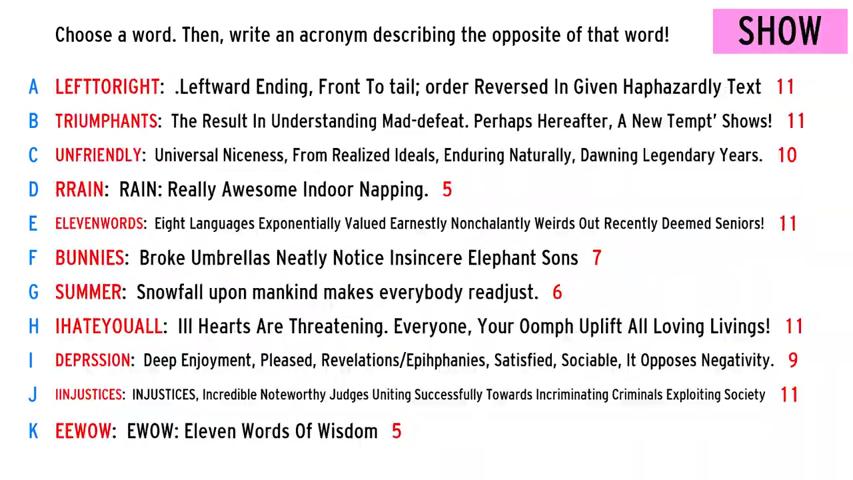 Choose a word. Then, write an acronym describing the opposite of that word!
SHOW
A LEFTTORIGHT: .Leftward Ending, Front To tail; order Reversed In Given Haphazardly Text 11
B TRIUMPHANTS: The Result In Understanding Mad-defeat. Perhaps Hereafter, A New Tempt' Shows! 11
C UNFRIENDLY: Universal Niceness, From Realized Ideals, Enduring Naturally, Dawning Legendary Years. 10
D RRAIN: RAIN: Really Awesome Indoor Napping. 5
E ELEVENWORDS: Eight Languages Exponentially Valued Earnestly Nonchalantly Weirds Out Recently Deemed Seniors! 11
F BUNNIES: Broke Umbrellas Neatly Notice Insincere Elephant Sons 7
G SUMMER: Snowfall upon mankind makes everybody readjust. 6
H IHATEYOUALL: Ill Hearts Are Threatening. Everyone, Your Oomph Uplift All Loving Livings! 11
I DEPRSSION: Deep Enjoyment, Pleased, Revelations/Epihphanies, Satisfied, Sociable, It Opposes Negativity. 9
J IINJUSTICES: INJUSTICES, Incredible Noteworthy Judges Uniting Successfully Towards Incriminating Criminals Exploiting Society 11
K EEWOW: EWOW: Eleven Words Of Wisdom 5